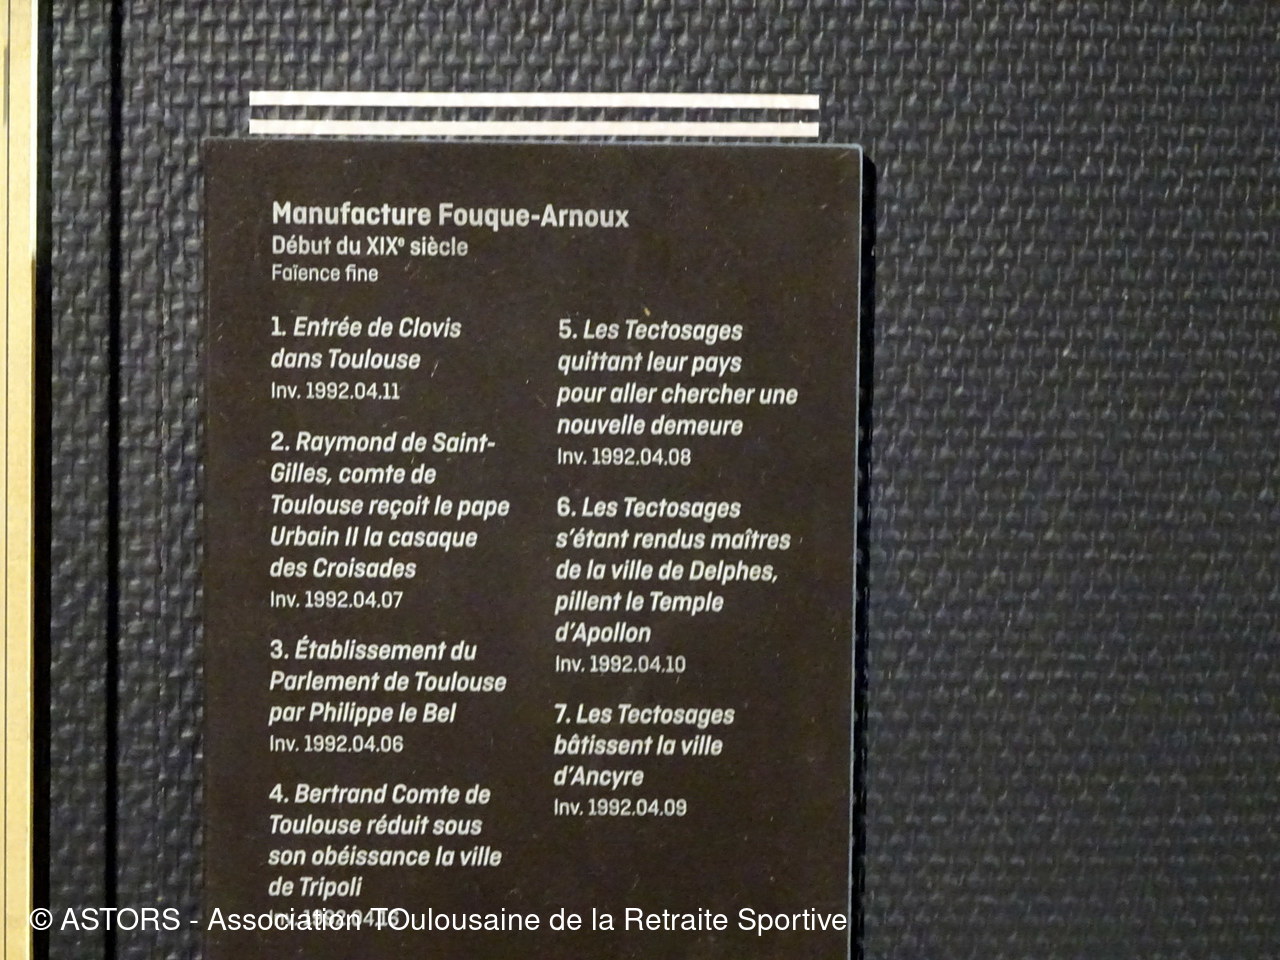 Manufacture Fouque-Arnoux
Début du XIXᵉ siècle
Faïence fine
1. Entrée de Clovis
dans Toulouse
Inv. 1992.04.11
2. Raymond de Saint-
Gilles, comte de
Toulouse reçoit le pape
Urbain II la casaque
des Croisades
Inv. 1992.04.07
3. Établissement du
Parlement de Toulouse
par Philippe le Bel
Inv. 1992.04.06
4. Bertrand Comte de
Toulouse réduit sous
son obéissance la ville
de Tripoli
5. Les Tectosages
quittant leur pays
pour aller chercher une
nouvelle demeure
Inv. 1992.04.08
6. Les Tectosages
s'étant rendus maîtres
de la ville de Delphes,
pillent le Temple
d'Apollon
Inv. 1992.04.10
7. Les Tectosages
bâtissent la ville
d'Ancyre
Inv. 1992.04.09
© ASTORS - Association TOulousaine de la Retraite Sportive